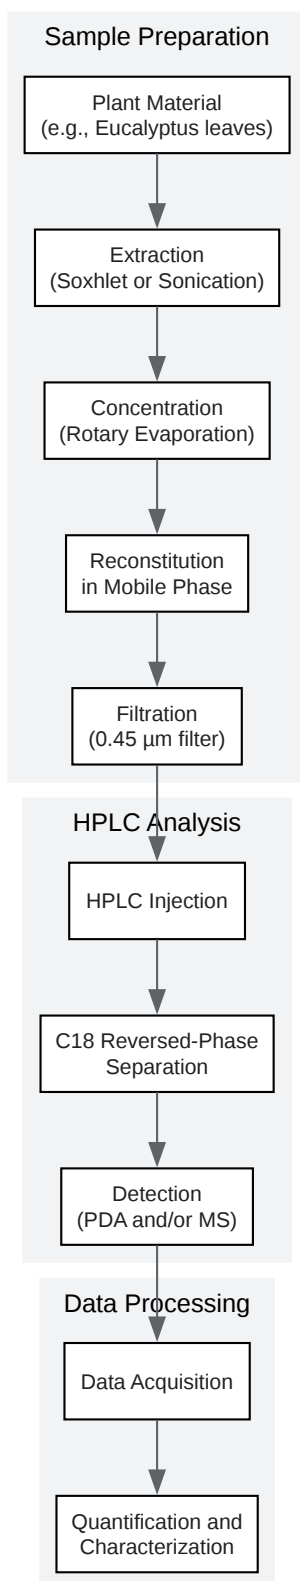 Sample Preparation
Plant Material
(e.g., Eucalyptus leaves)
Extraction
(Soxhlet or Sonication)
Concentration
(Rotary Evaporation)
Reconstitution
in Mobile Phase
Filtration
(0.45 µm filter)
HPLC Analysis
HPLC Injection
C18 Reversed-Phase
Separation
Detection
(PDA and/or MS)
Data Processing
Data Acquisition
Quantification and
Characterization